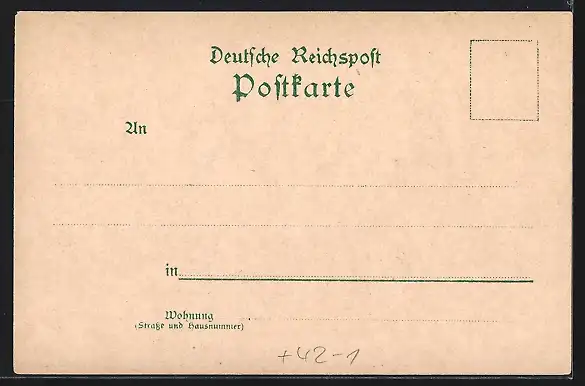 Deutſche Reichspoſt
Poſtkarte
An
in
Wohnung
(Straße und Hausnummer)
+42-1